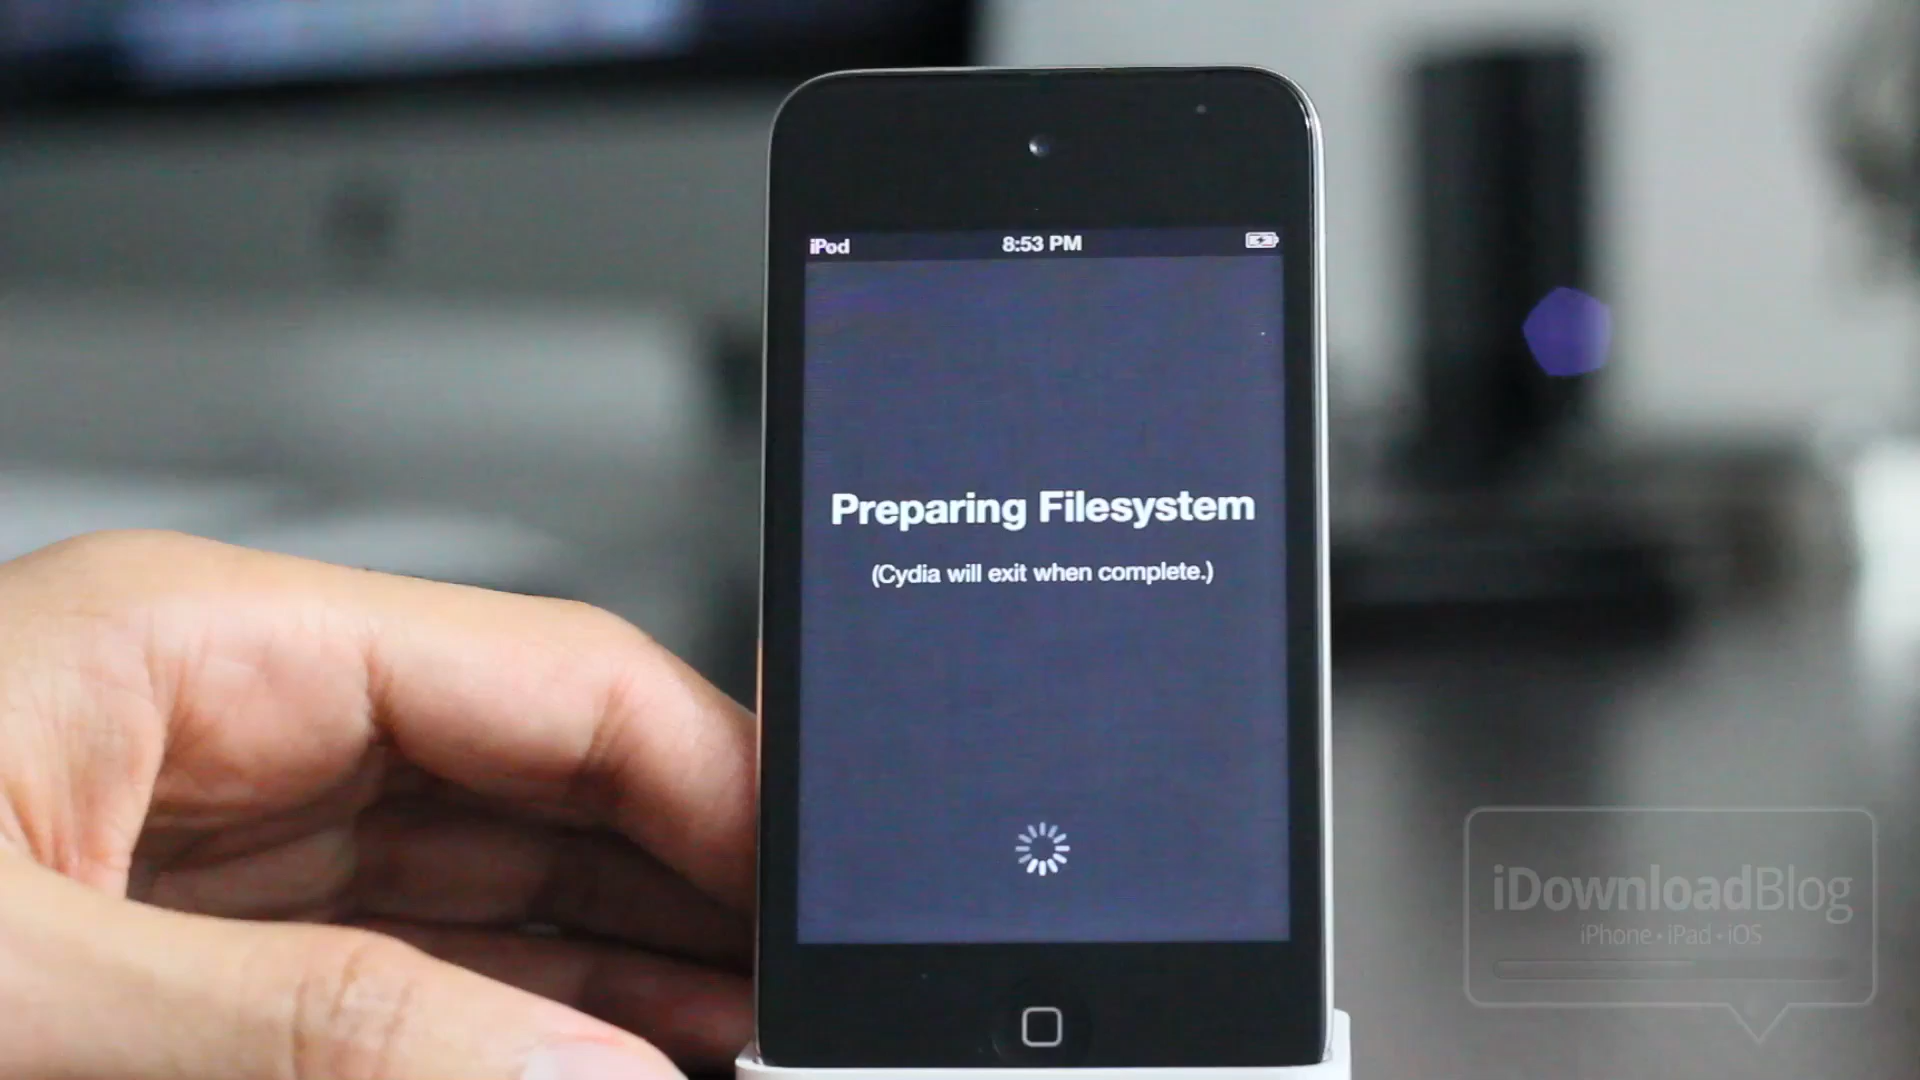 iPod 8:53 PM
Preparing Filesystem
(Cydia will exit when complete.)
iDownloadBlog
iPhone • iPad • iOS